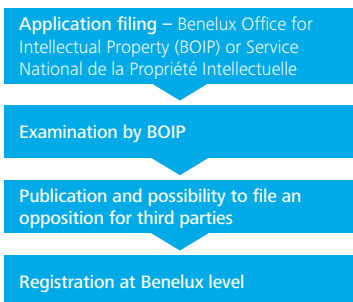 Application filing – Benelux Office for
Intellectual Property (BOIP) or Service
National de la Propriété Intellectuelle
Examination by BOIP
Publication and possibility to file an
opposition for third parties
Registration at Benelux level